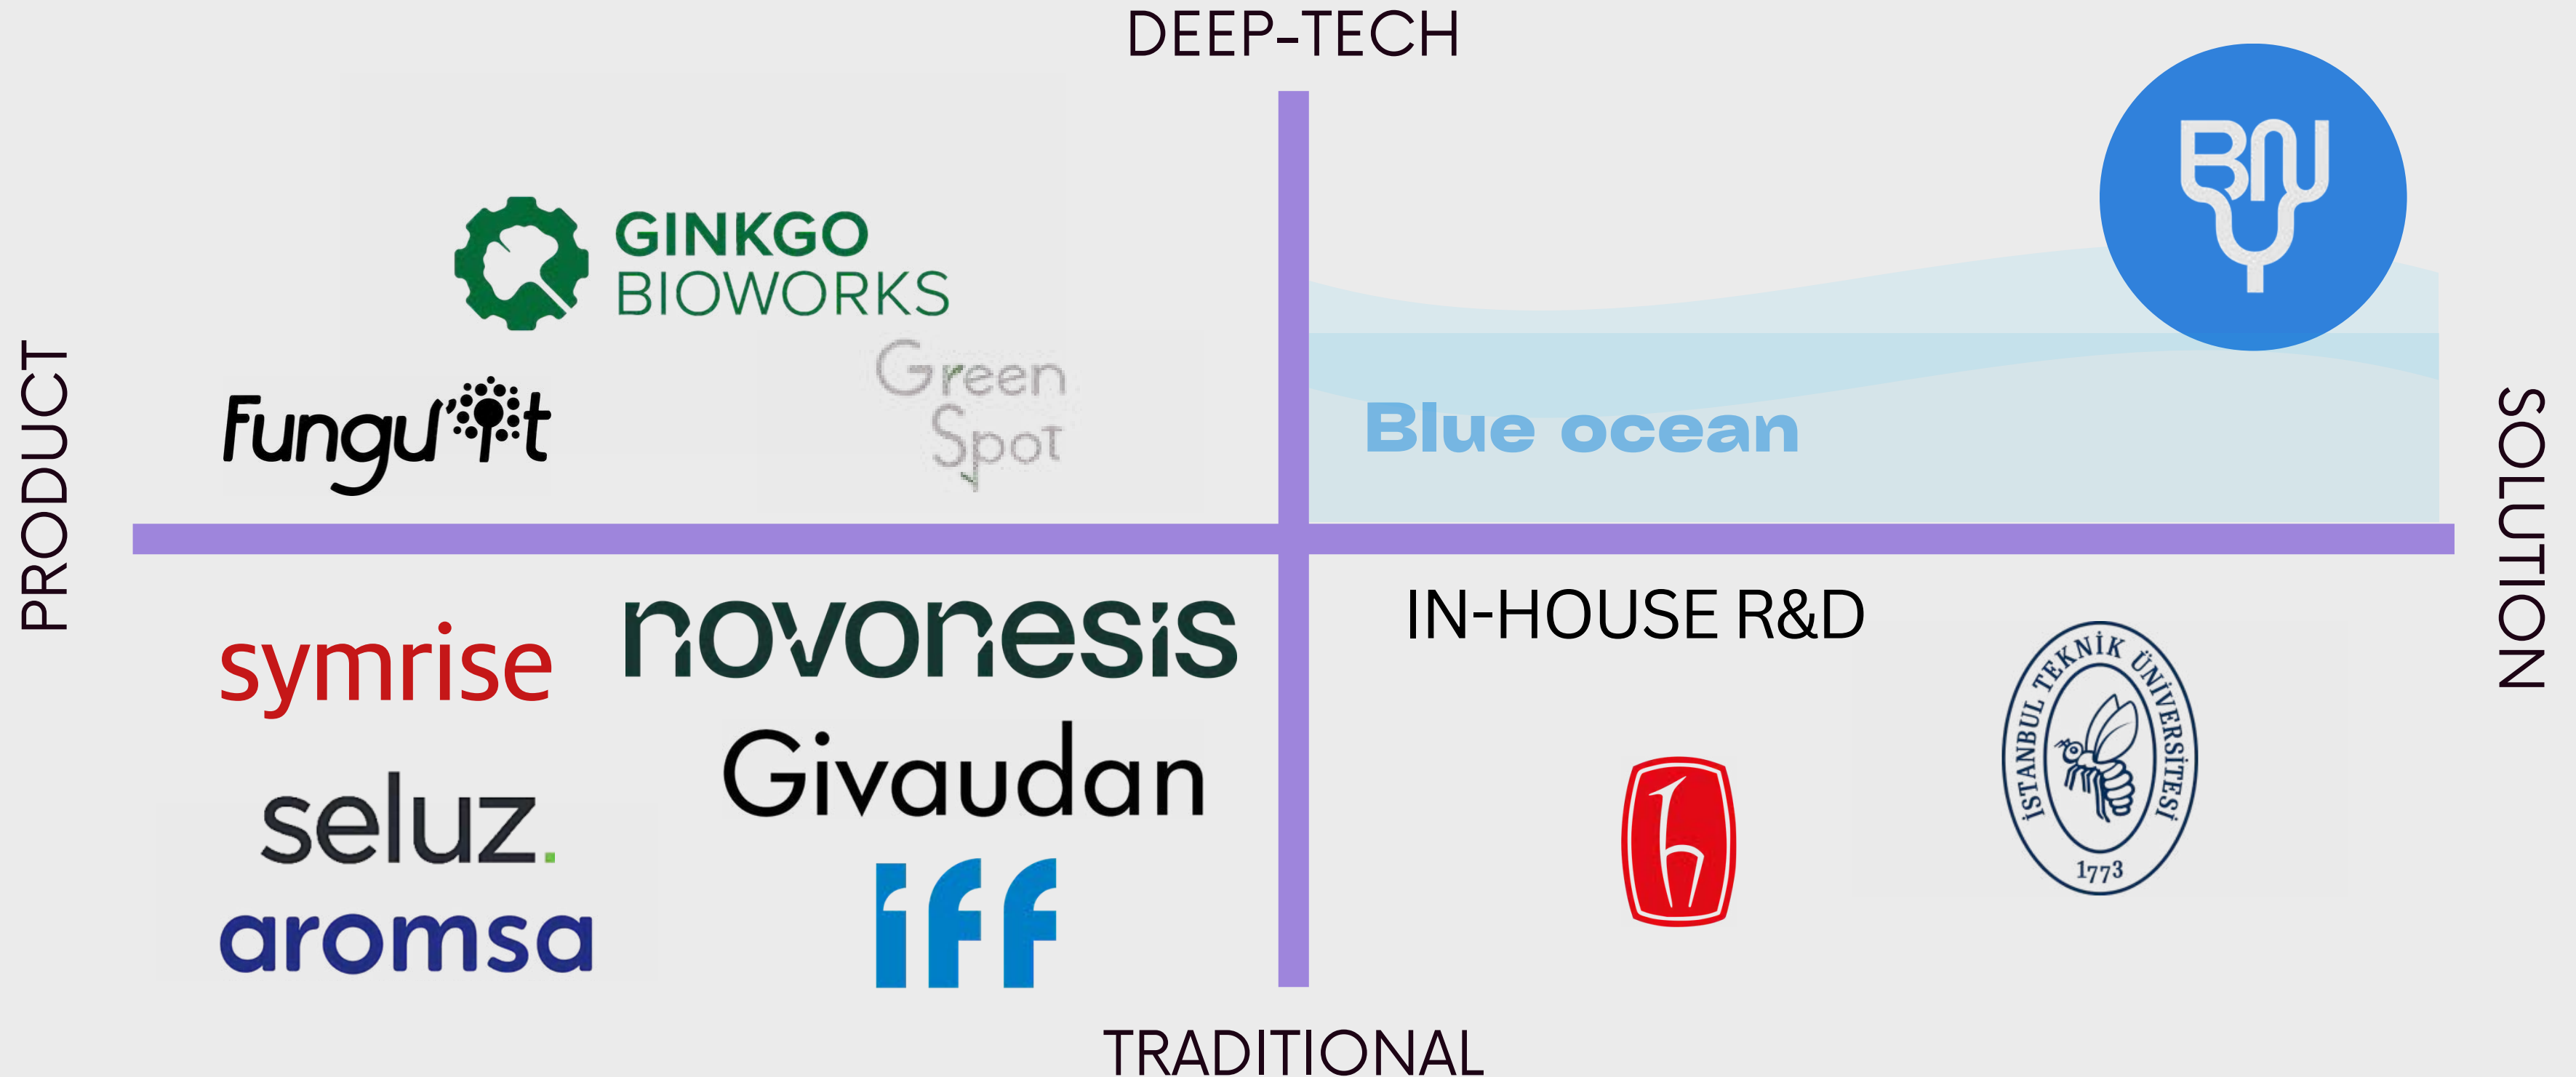 DEEP-TECH
PRODUCT
SOLUTION
TRADITIONAL
GINKGO
BIOWORKS
Green
Spot
BNY
Blue ocean
symrise
novonesis
Givaudan
seluz.
aromsa
iff
IN-HOUSE R&D
h
İSTANBUL TEKNİK ÜNİVERSİTESİ
1773